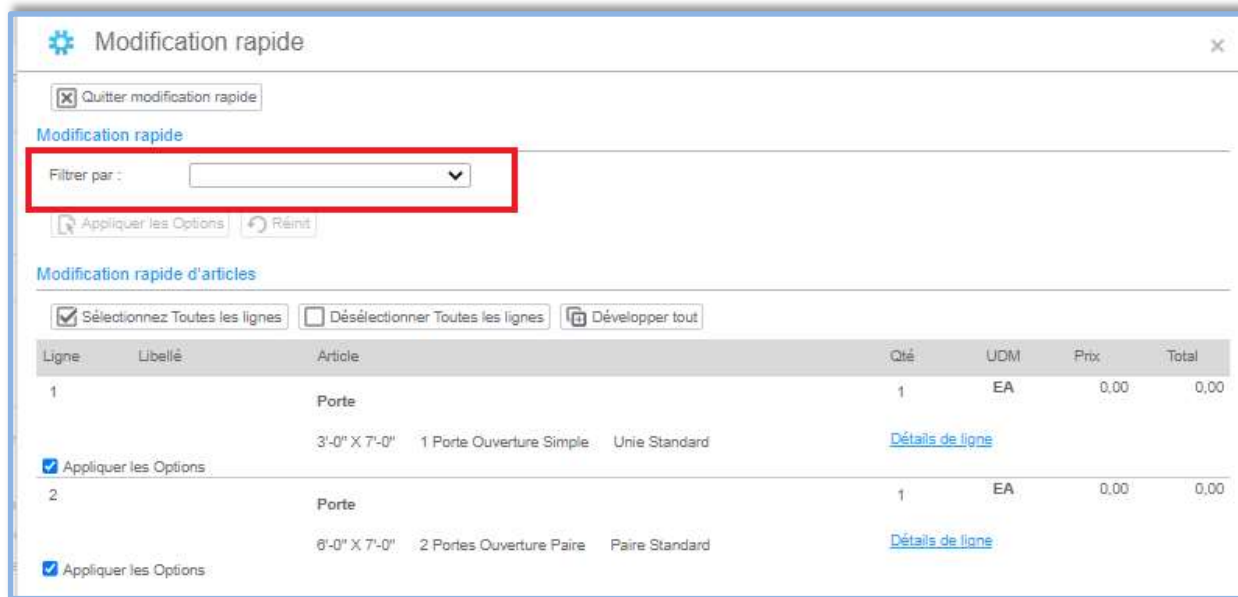 Modification rapide
Quitter modification rapide
Modification rapide
Filtrer par :
Appliquer les Options Réinit
Modification rapide d'articles
Sélectionnez Toutes les lignes Désélectionner Toutes les lignes Développer tout
Ligne Libellé Article Qté UDM Prix Total
1 Porte 1 EA 0,00 0,00
3'-0" X 7'-0" 1 Porte Ouverture Simple Unie Standard Détails de ligne
Appliquer les Options
2 Porte 1 EA 0,00 0,00
6'-0" X 7'-0" 2 Portes Ouverture Paire Paire Standard Détails de ligne
Appliquer les Options